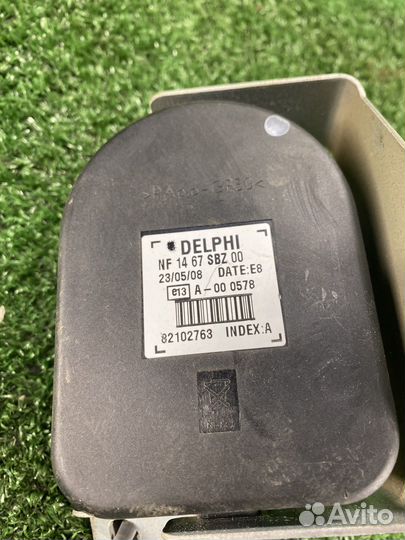 DELPHI
NF 14 67 SBZ 00
23/05/08 DATE:E8
e13 A-00 0578
82102763 INDEX:A
Avito